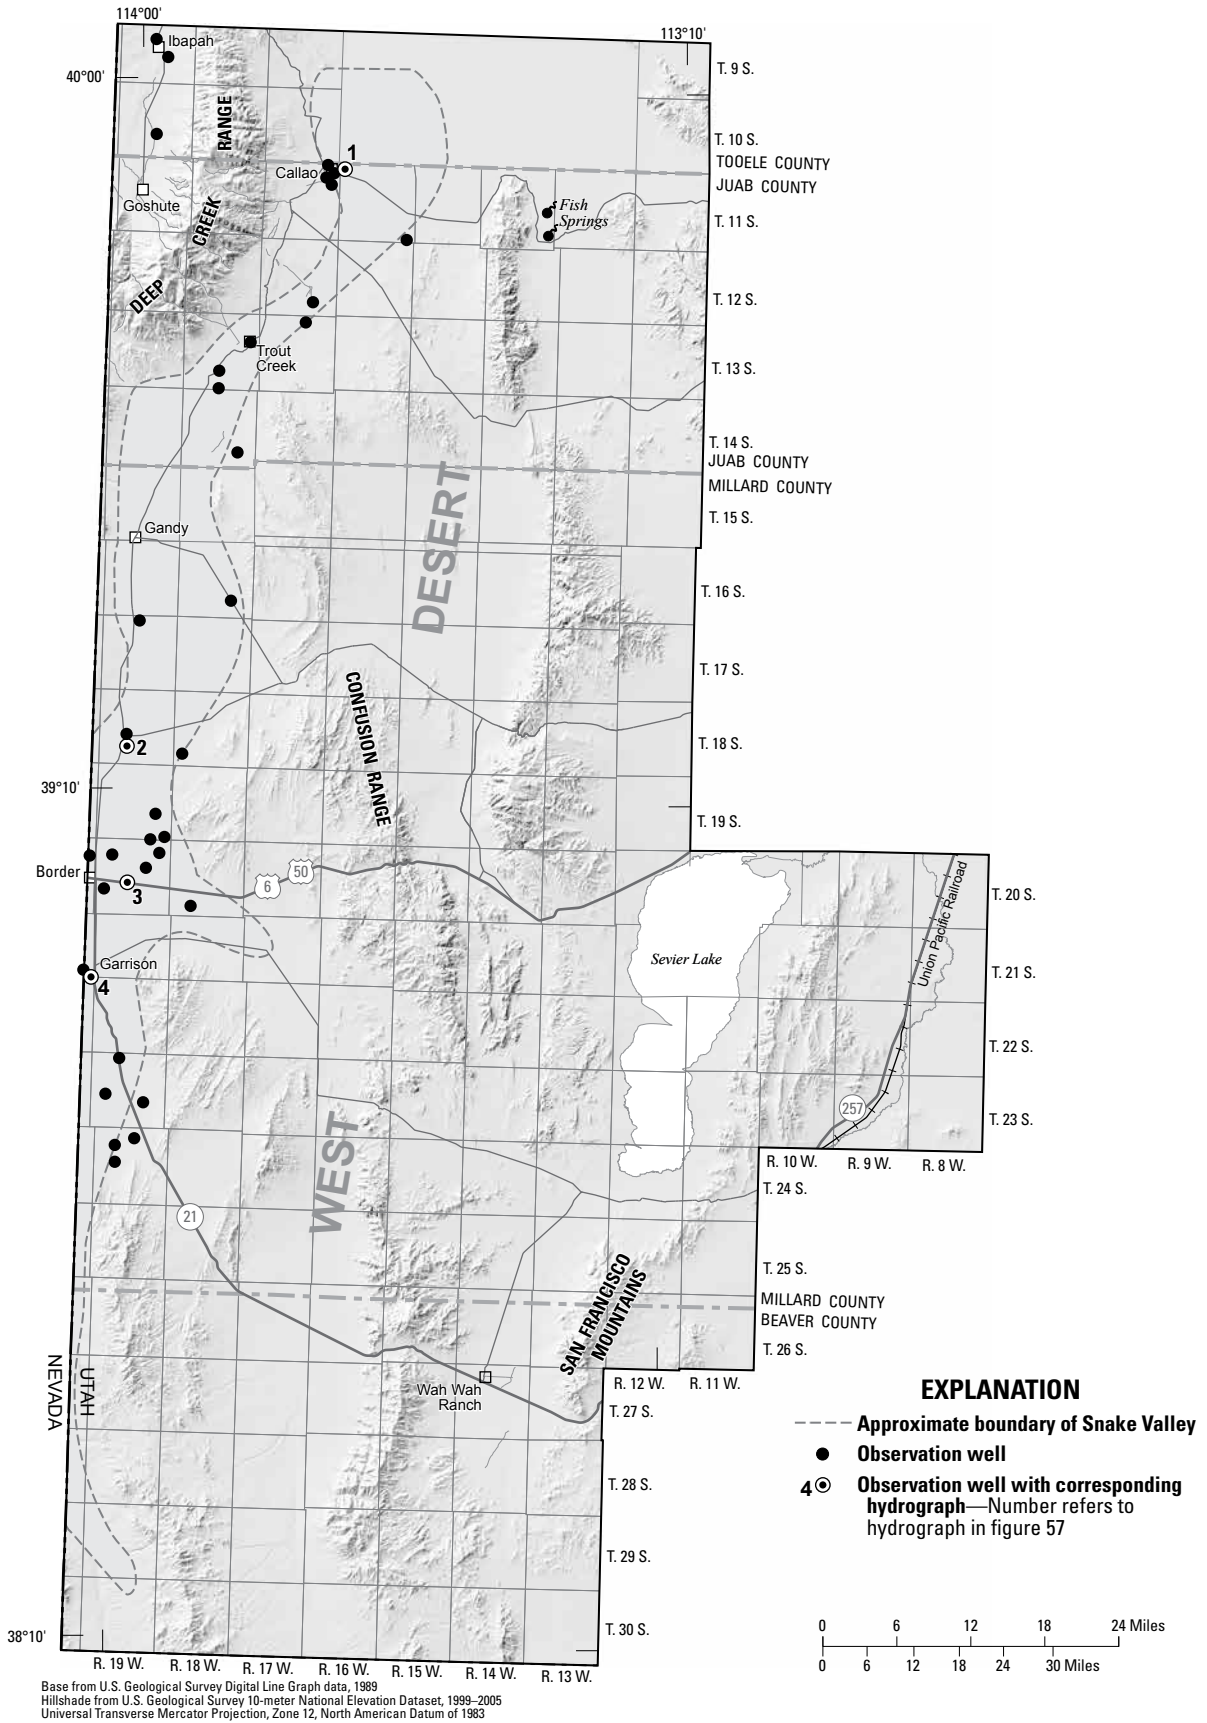 114°00'
113°10'
Ibapah
T. 9 S.
40°00'
RANGE
T. 10 S.
1
TOOELE COUNTY
Callao
JUAB COUNTY
Goshute
Fish
Springs
CREEK
T. 11 S.
DEEP
T. 12 S.
Trout
Creek
T. 13 S.
T. 14 S.
JUAB COUNTY
MILLARD COUNTY
DESERT
T. 15 S.
Gandy
T. 16 S.
T. 17 S.
CONFUSION RANGE
2
T. 18 S.
39°10'
T. 19 S.
Border
3
6
50
T. 20 S.
Union Pacific Railroad
Garrison
4
Sevier Lake
T. 21 S.
T. 22 S.
257
T. 23 S.
R. 10 W.
R. 9 W.
R. 8 W.
WEST
T. 24 S.
21
T. 25 S.
SAN FRANCISCO
MOUNTAINS
MILLARD COUNTY
BEAVER COUNTY
T. 26 S.
NEVADA
UTAH
Wah Wah
Ranch
R. 12 W.
R. 11 W.
T. 27 S.
T. 28 S.
T. 29 S.
T. 30 S.
38°10'
R. 19 W.
R. 18 W.
R. 17 W.
R. 16 W.
R. 15 W.
R. 14 W.
R. 13 W.
EXPLANATION
Approximate boundary of Snake Valley
Observation well
4
Observation well with corresponding
hydrograph—Number refers to
hydrograph in figure 57
0 6 12 18 24 Miles
0 6 12 18 24 30 Miles
Base from U.S. Geological Survey Digital Line Graph data, 1989
Hillshade from U.S. Geological Survey 10-meter National Elevation Dataset, 1999–2005
Universal Transverse Mercator Projection, Zone 12, North American Datum of 1983